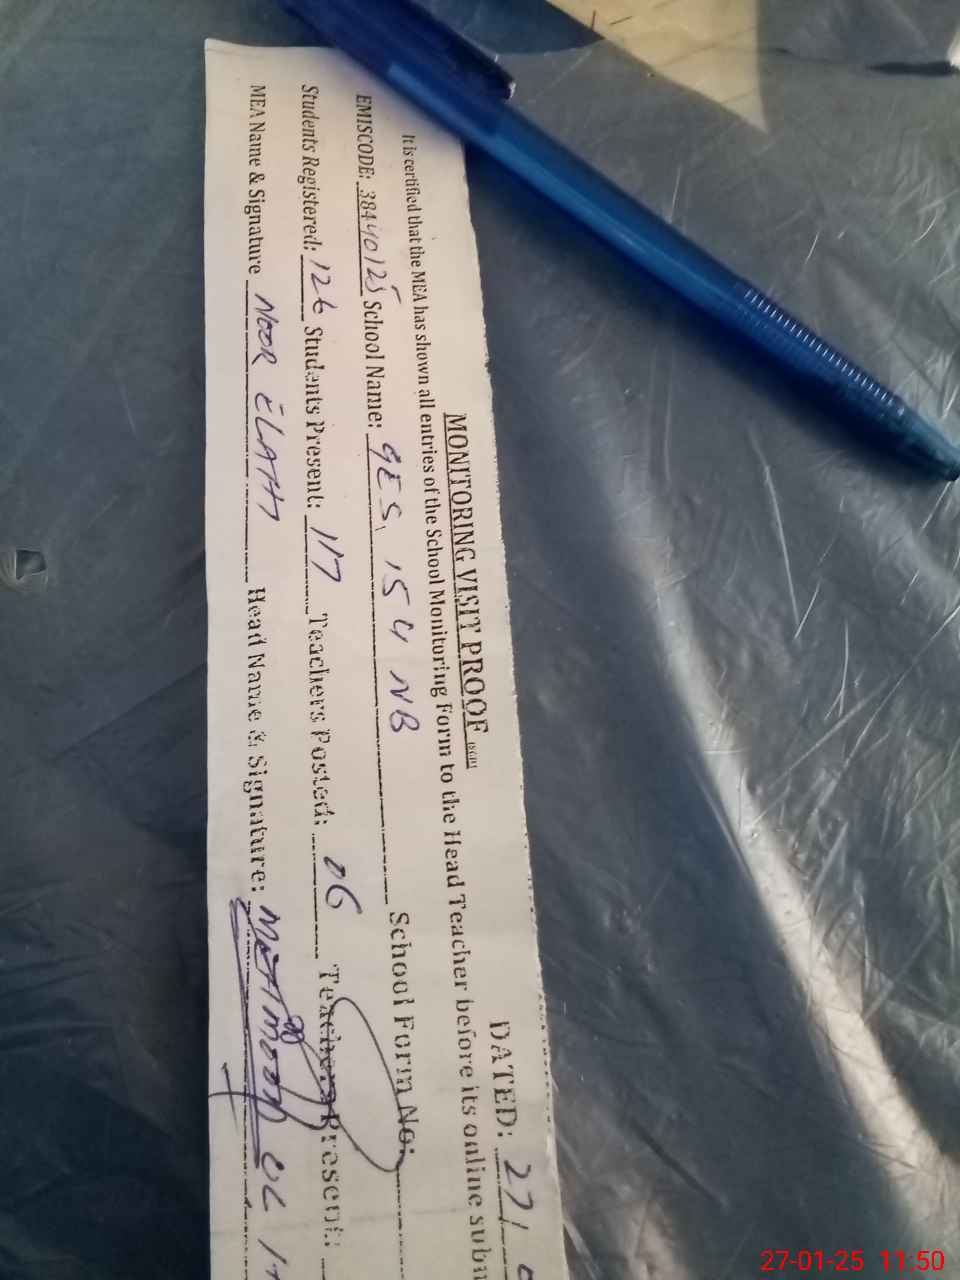 MONITORING VISIT PROOF
DATED: 27/
It is certified that the MEA has shown all entries of the School Monitoring Form to the Head Teacher before its online subm
EMISCODE: 38440125 School Name: GES, 154 NB School Form No:
Students Registered: 126 Students Present: 117 Teachers Posted: 06 Teachers Present:
MEA Name & Signature NOOR ELAHI Head Name & Signature:
27-01-25 11:50